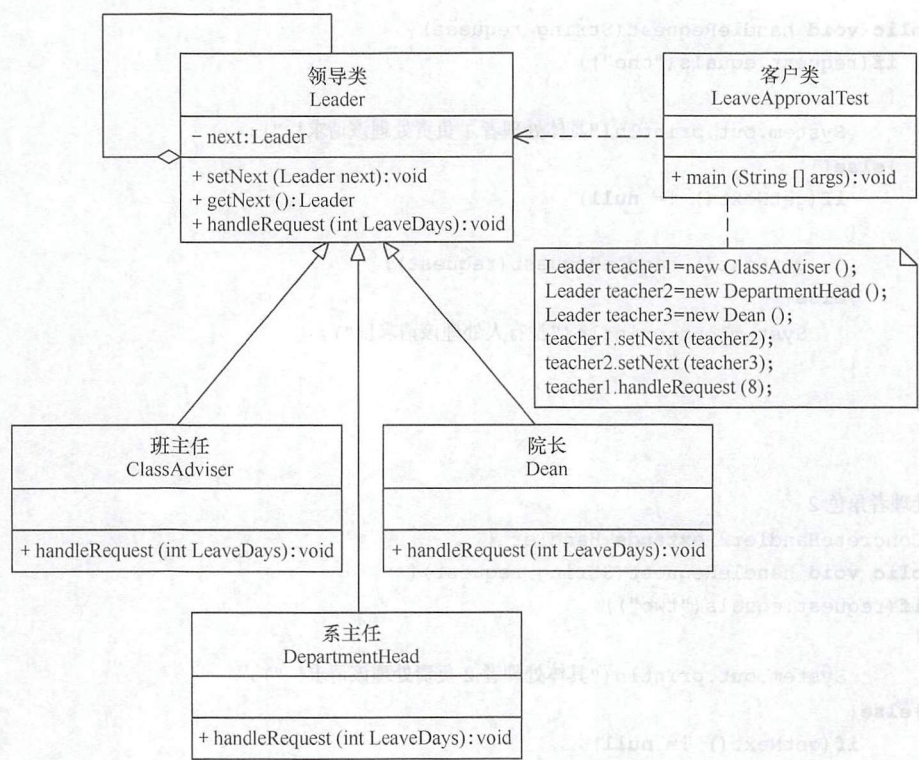 领导类
Leader
- next:Leader
+ setNext (Leader next):void
+ getNext ():Leader
+ handleRequest (int LeaveDays):void
客户类
LeaveApprovalTest
+ main (String [] args):void
Leader teacher1=new ClassAdviser ();
Leader teacher2=new DepartmentHead ();
Leader teacher3=new Dean ();
teacher1.setNext (teacher2);
teacher2.setNext (teacher3);
teacher1.handleRequest (8);
班主任
ClassAdviser
+ handleRequest (int LeaveDays):void
院长
Dean
+ handleRequest (int LeaveDays):void
系主任
DepartmentHead
+ handleRequest (int LeaveDays):void